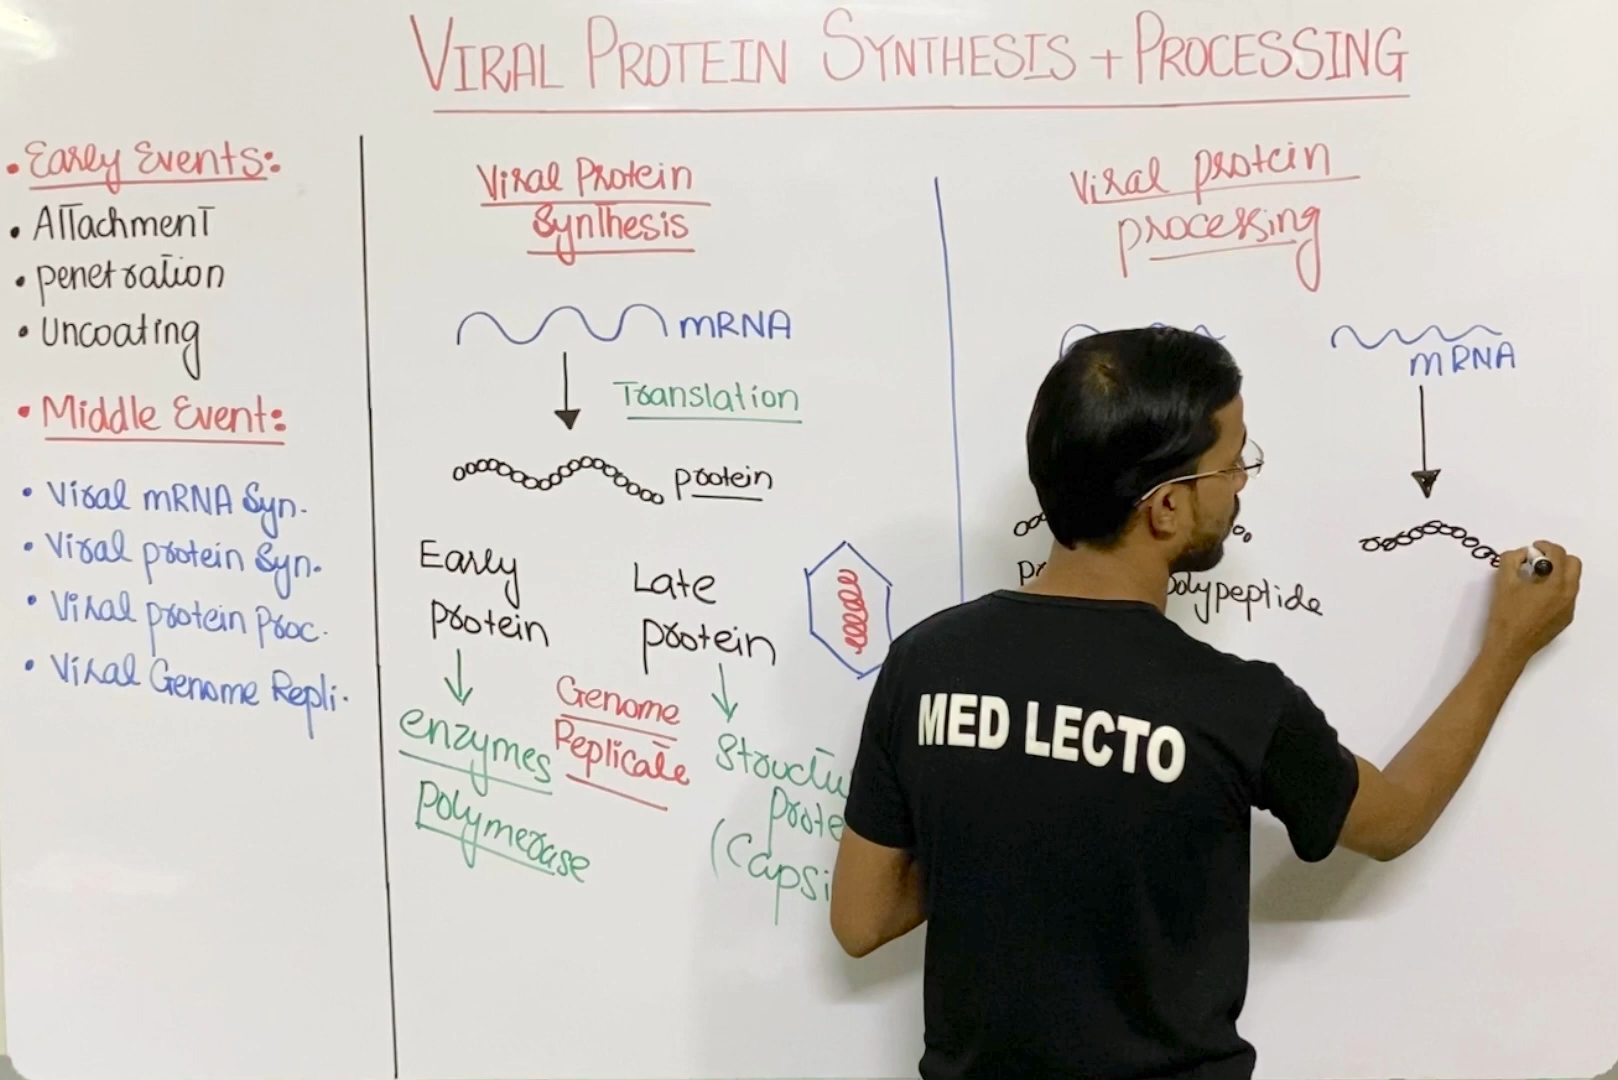 VIRAL PROTEIN SYNTHESIS + PROCESSING
• Early Events:
• Attachment
• penetration
• Uncoating
• Middle Event:
• Viral mRNA Syn.
• Viral protein Syn.
• Viral protein Proc.
• Viral Genome Repli.
Viral Protein
Synthesis
mRNA
Translation
protein
Early
protein
enzymes
polymerase
Genome
Replicate
Late
protein
Viral protein
processing
mRNA
polypeptide
MED LECTO